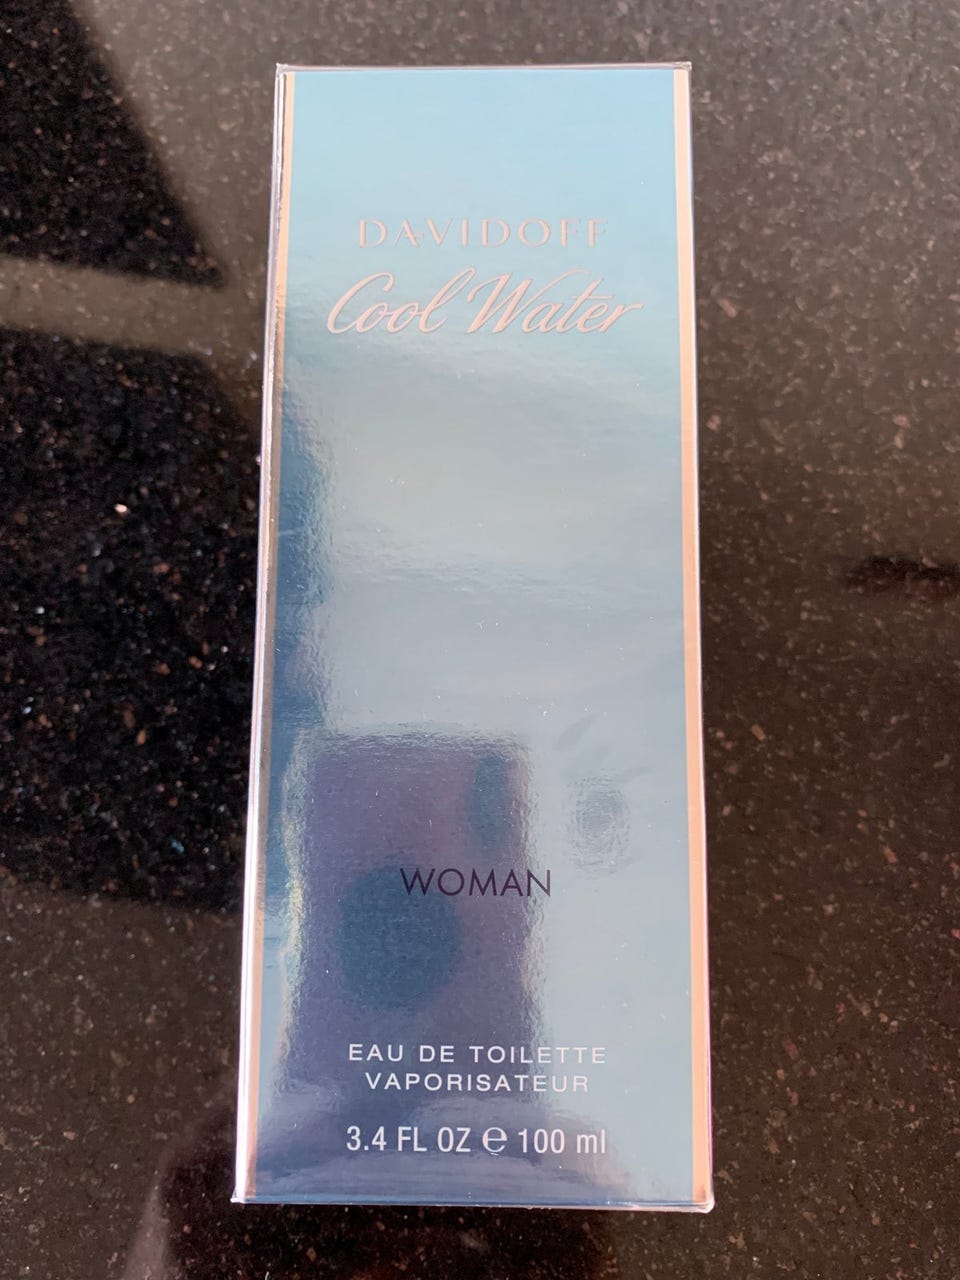 DAVIDOFF
Cool Water
WOMAN
EAU DE TOILETTE
VAPORISATEUR
3.4 FL OZ ℮ 100 ml